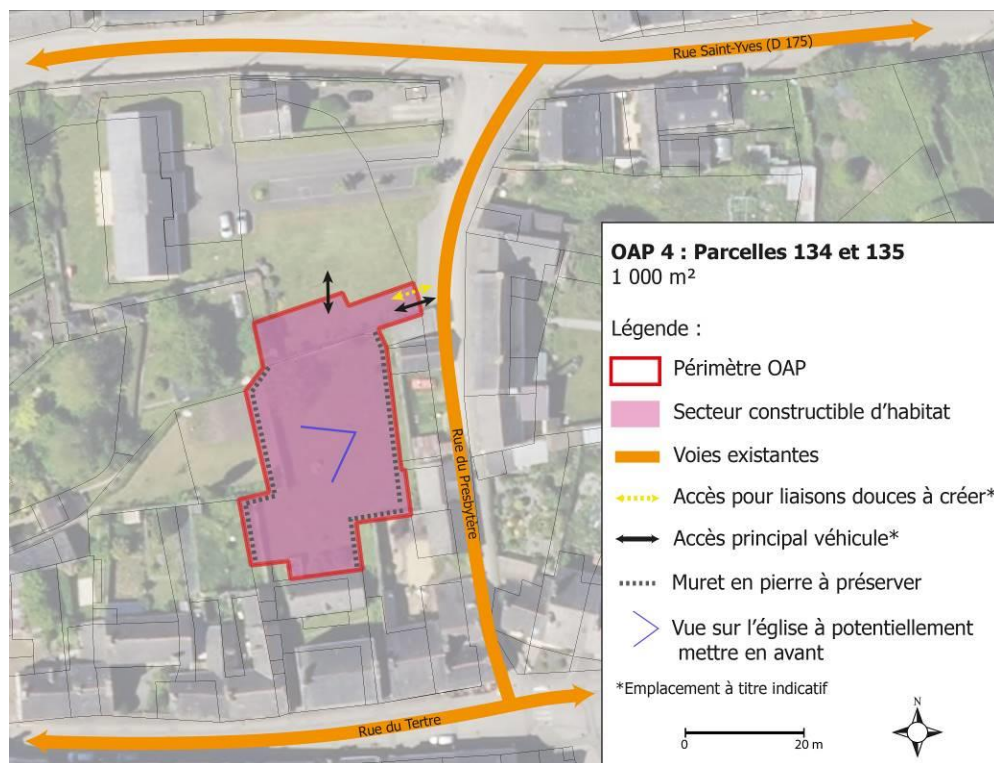 Rue Saint-Yves (D 175)
Rue du Presbytère
Rue du Tertre
OAP 4 : Parcelles 134 et 135
1 000 m²
Légende :
Périmètre OAP
Secteur constructible d'habitat
Voies existantes
Accès pour liaisons douces à créer*
Accès principal véhicule*
Muret en pierre à préserver
Vue sur l'église à potentiellement
mettre en avant
*Emplacement à titre indicatif
0 20 m
N